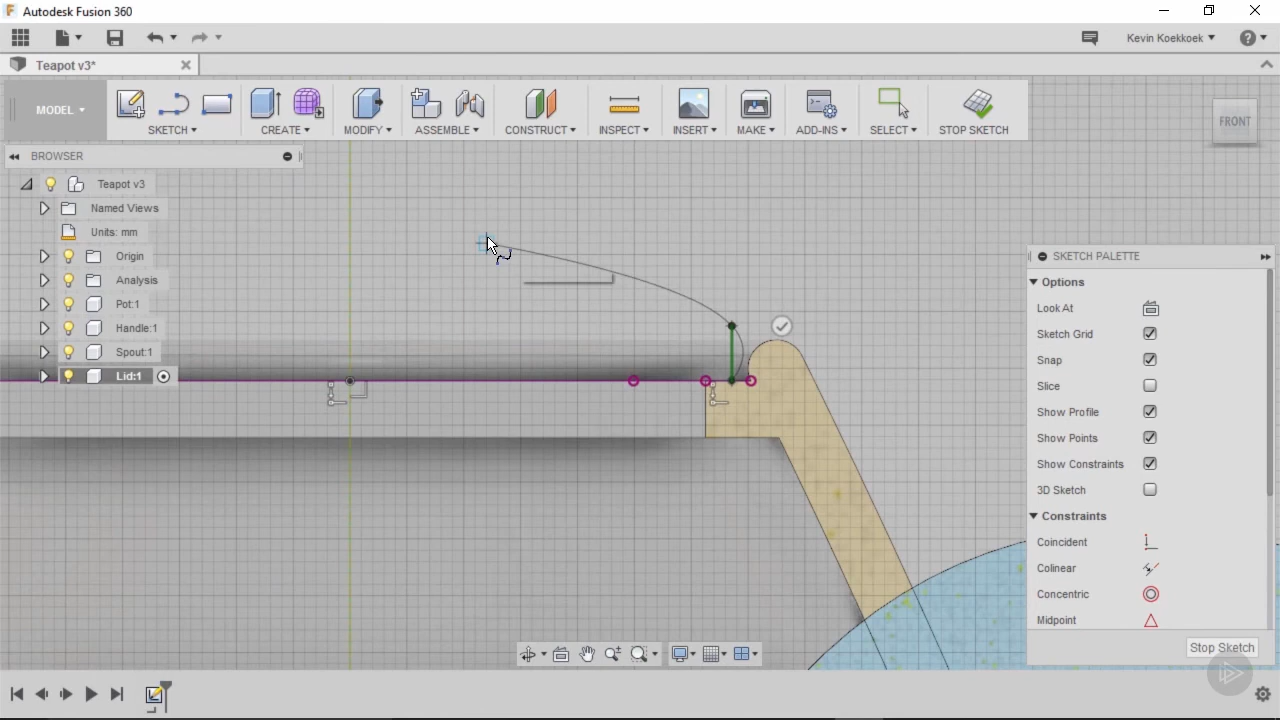 Autodesk Fusion 360
Kevin Koekkoek
Teapot v3*
MODEL
SKETCH
CREATE
MODIFY
ASSEMBLE
CONSTRUCT
INSPECT
INSERT
MAKE
ADD-INS
SELECT
STOP SKETCH
FRONT
BROWSER
Teapot v3
Named Views
Units: mm
Origin
Analysis
Pot:1
Handle:1
Spout:1
Lid:1
SKETCH PALETTE
Options
Look At
Sketch Grid
Snap
Slice
Show Profile
Show Points
Show Constraints
3D Sketch
Constraints
Coincident
Colinear
Concentric
Midpoint
Stop Sketch